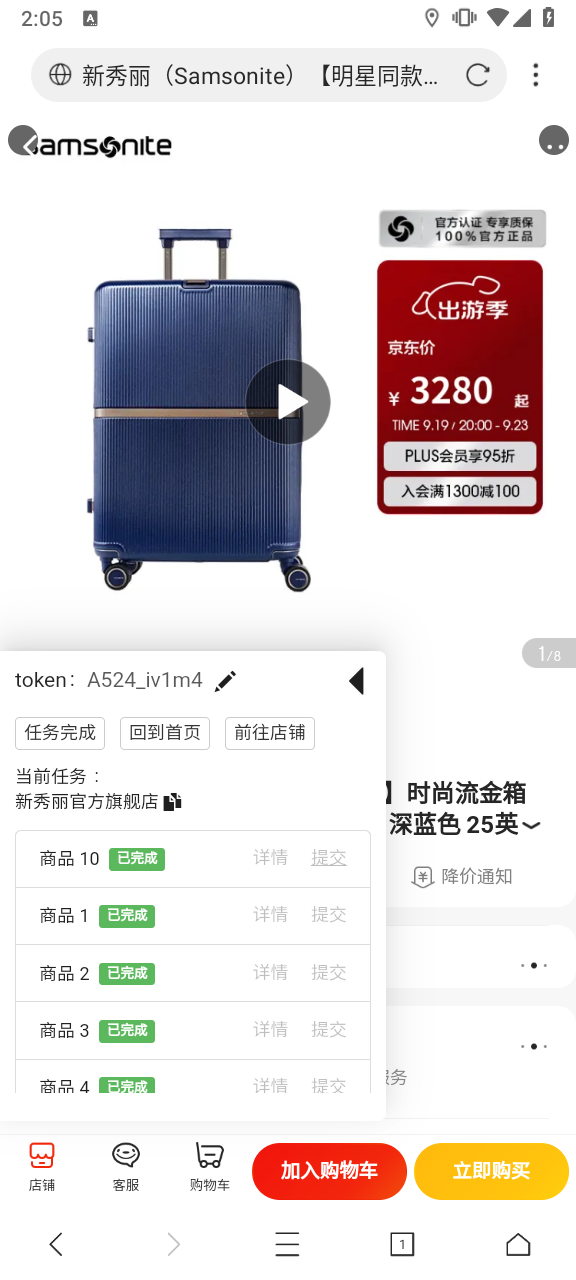 2:05
新秀丽（Samsonite）【明星同款...
samsonite
官方认证 专享质保
100%官方正品
出游季
京东价
¥ 3280 起
TIME 9.19 / 20:00 - 9.23
PLUS会员享95折
入会满1300减100
1/8
token： A524_iv1m4
任务完成
回到首页
前往店铺
当前任务：
新秀丽官方旗舰店
】时尚流金箱
深蓝色 25英
降价通知
商品 10 已完成 详情 提交
商品 1 已完成 详情 提交
商品 2 已完成 详情 提交
商品 3 已完成 详情 提交
商品 4 已完成 详情 提交
服务
店铺
客服
购物车
加入购物车
立即购买
1